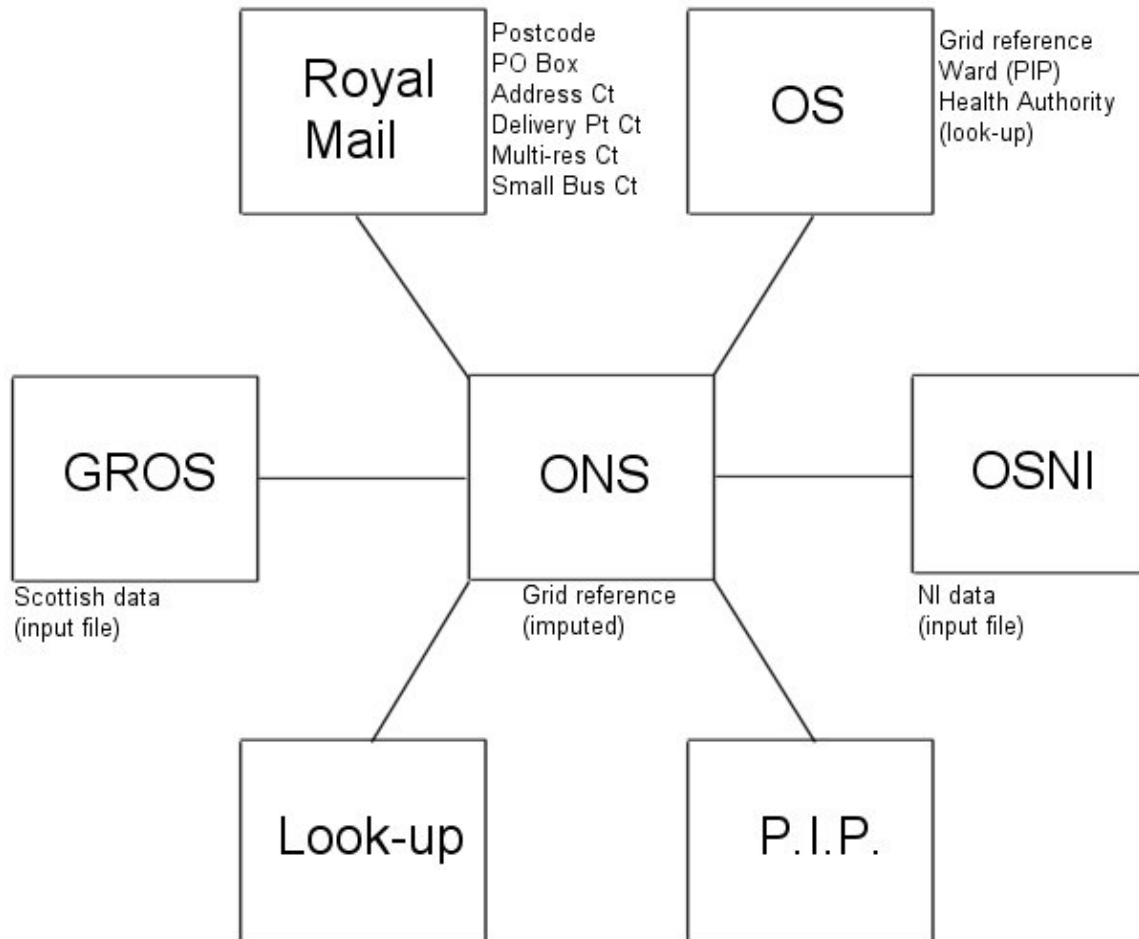 Royal
Mail
Postcode
PO Box
Address Ct
Delivery Pt Ct
Multi-res Ct
Small Bus Ct
OS
Grid reference
Ward (PIP)
Health Authority
(look-up)
GROS
Scottish data
(input file)
ONS
Grid reference
(imputed)
OSNI
NI data
(input file)
Look-up
P.I.P.